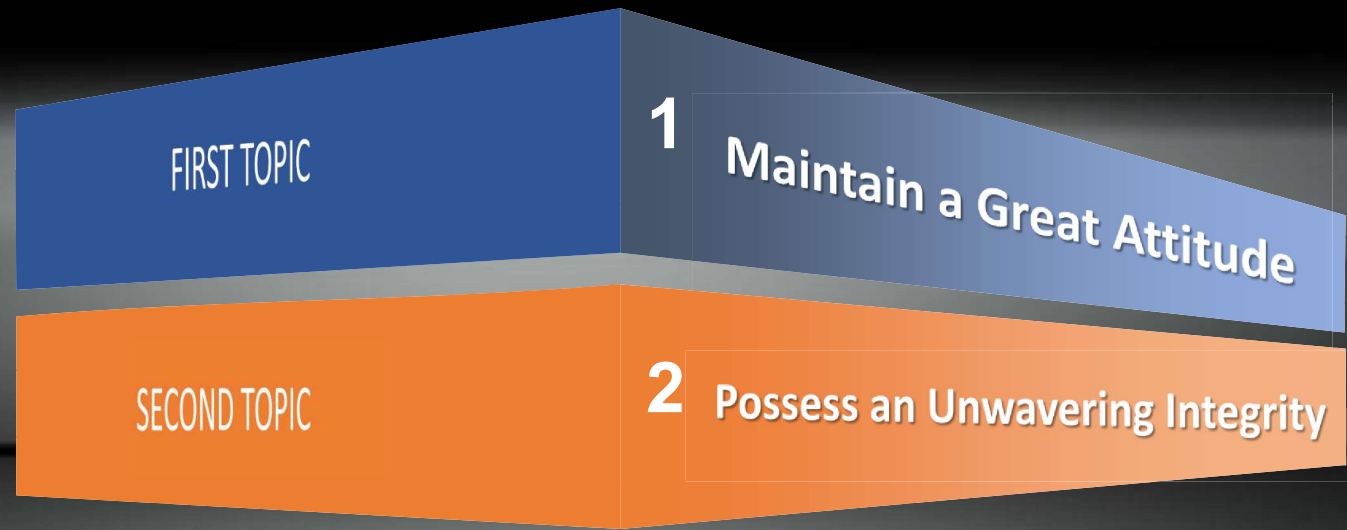 FIRST TOPIC
1
Maintain a Great Attitude
SECOND TOPIC
2
Possess an Unwavering Integrity